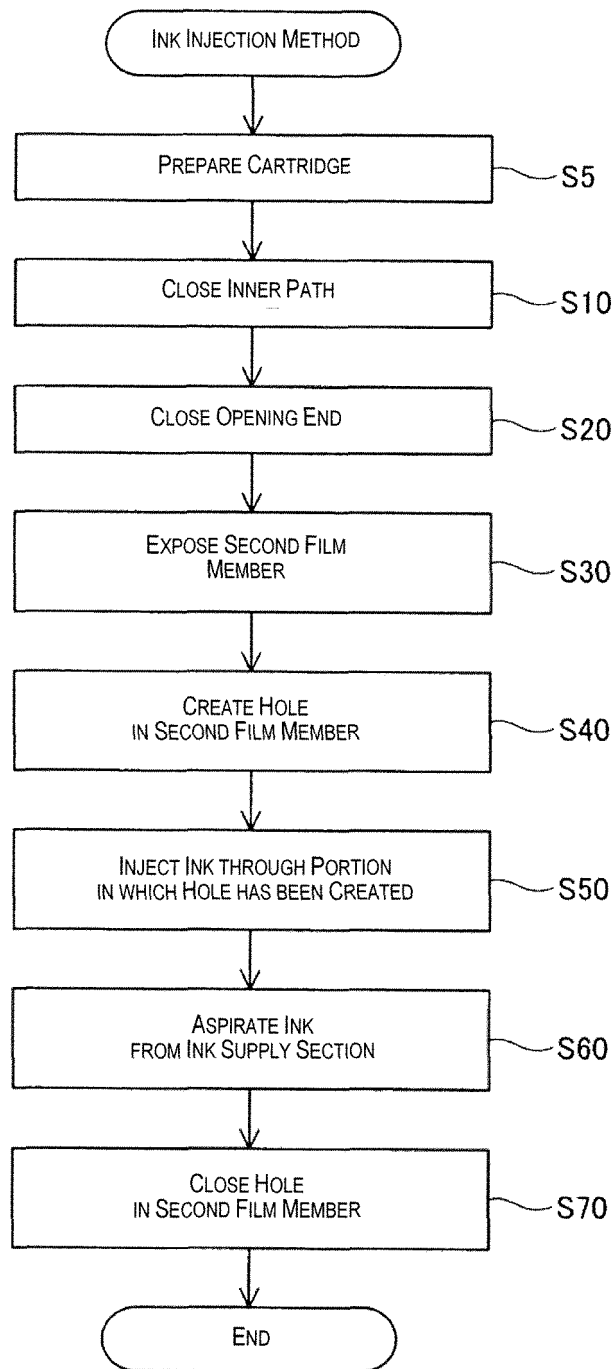 INK INJECTION METHOD
PREPARE CARTRIDGE
S5
CLOSE INNER PATH
S10
CLOSE OPENING END
S20
EXPOSE SECOND FILM
MEMBER
S30
CREATE HOLE
IN SECOND FILM MEMBER
S40
INJECT INK THROUGH PORTION
IN WHICH HOLE HAS BEEN CREATED
S50
ASPIRATE INK
FROM INK SUPPLY SECTION
S60
CLOSE HOLE
IN SECOND FILM MEMBER
S70
END